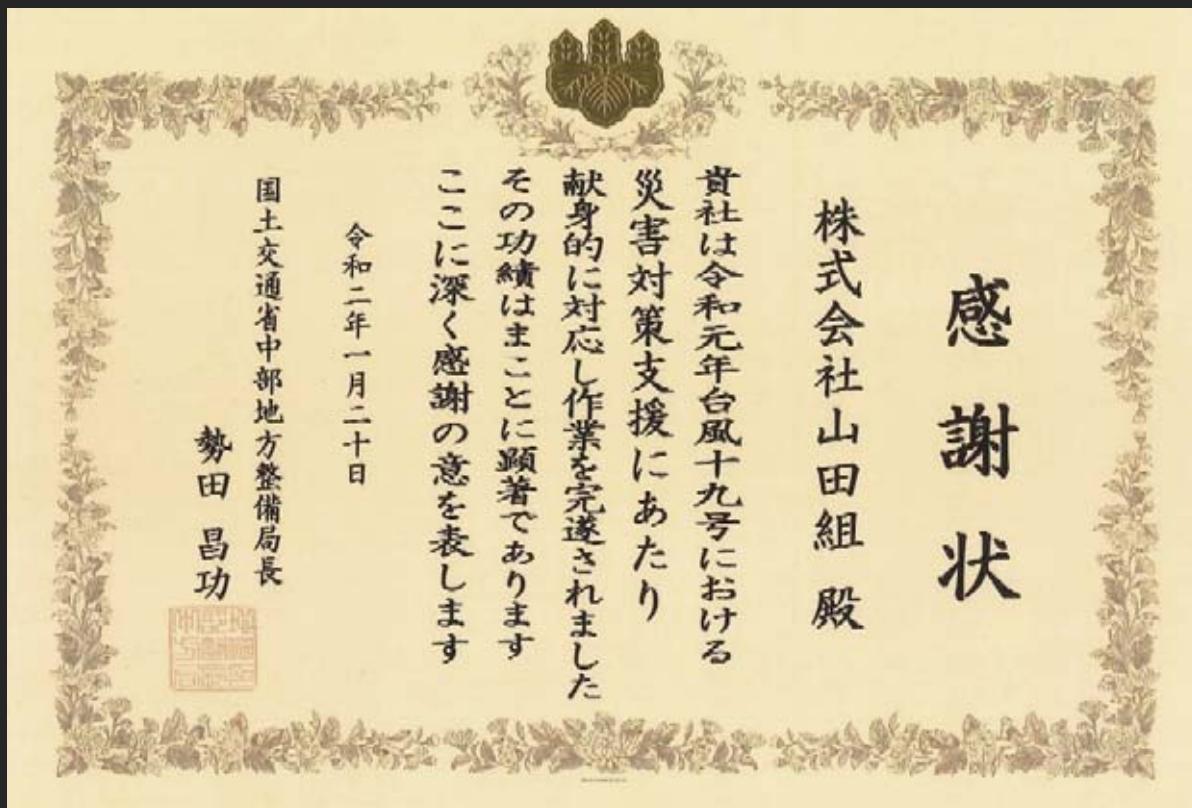 感謝状
株式会社山田組 殿
貴社は令和元年台風十九号における
災害対策支援にあたり
献身的に対応し作業を完遂されました
その功績はまことに顕著であります
ここに深く感謝の意を表します
令和二年一月二十日
国土交通省中部地方整備局長
勢田 昌功